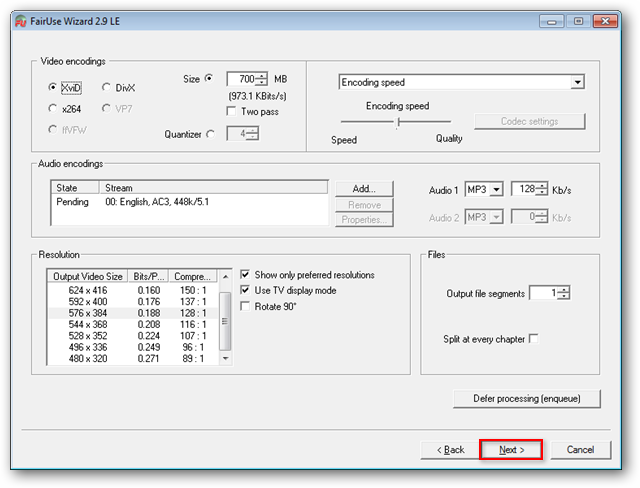 FairUse Wizard 2.9 LE
Video encodings
XviD
DivX
x264
VP7
ffVFW
Size
700
MB
(973.1 KBits/s)
Two pass
Quantizer
4
Encoding speed
Encoding speed
Speed
Quality
Codec settings
Audio encodings
State Stream
Pending 00: English, AC3, 448k/5.1
Add...
Remove
Properties...
Audio 1 MP3 128 Kb/s
Audio 2 MP3 0 Kb/s
Resolution
Output Video Size Bits/P... Compre...
624 x 416 0.160 150 : 1
592 x 400 0.176 137 : 1
576 x 384 0.188 128 : 1
544 x 368 0.208 116 : 1
528 x 352 0.224 107 : 1
496 x 336 0.249 96 : 1
480 x 320 0.271 89 : 1
Show only preferred resolutions
Use TV display mode
Rotate 90°
Files
Output file segments 1
Split at every chapter
Defer processing (enqueue)
< Back
Next >
Cancel